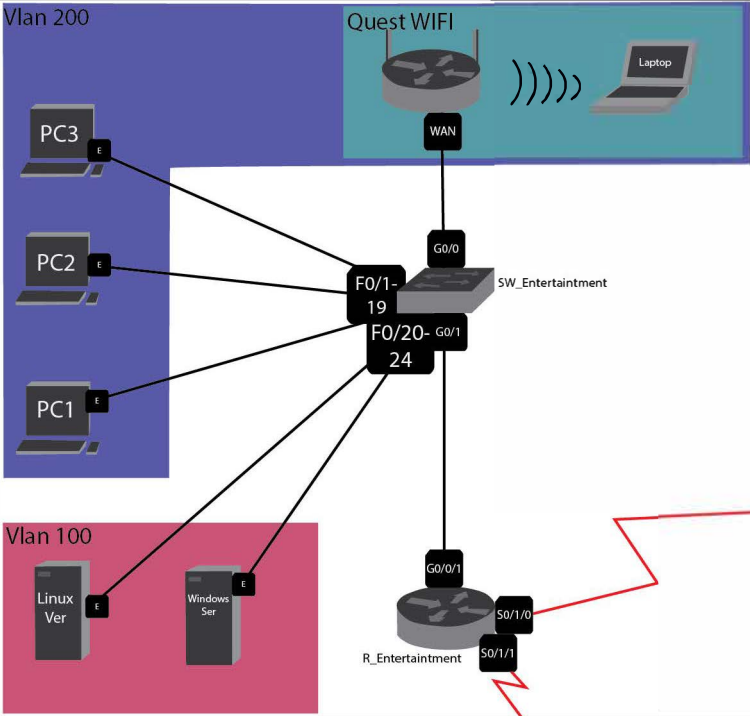 Vlan 200
Quest WIFI
Laptop
PC3
E
WAN
PC2
E
G0/0
SW_Entertaintment
F0/1-
19
F0/20-
24
G0/1
PC1
E
Vlan 100
Linux
Ver
E
Windows
Ser
E
G0/0/1
S0/1/0
R_Entertaintment
S0/1/1